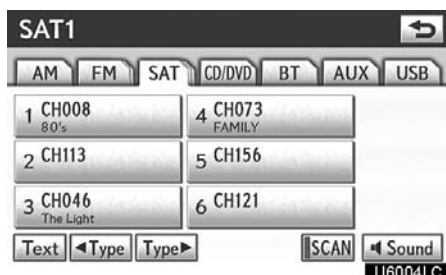 SAT1
AM FM SAT CD/DVD BT AUX USB
1 CH008 4 CH073
80's FAMILY
2 CH113 5 CH156
3 CH046 6 CH121
The Light
Text ◄Type Type► SCAN Sound
U6004LC